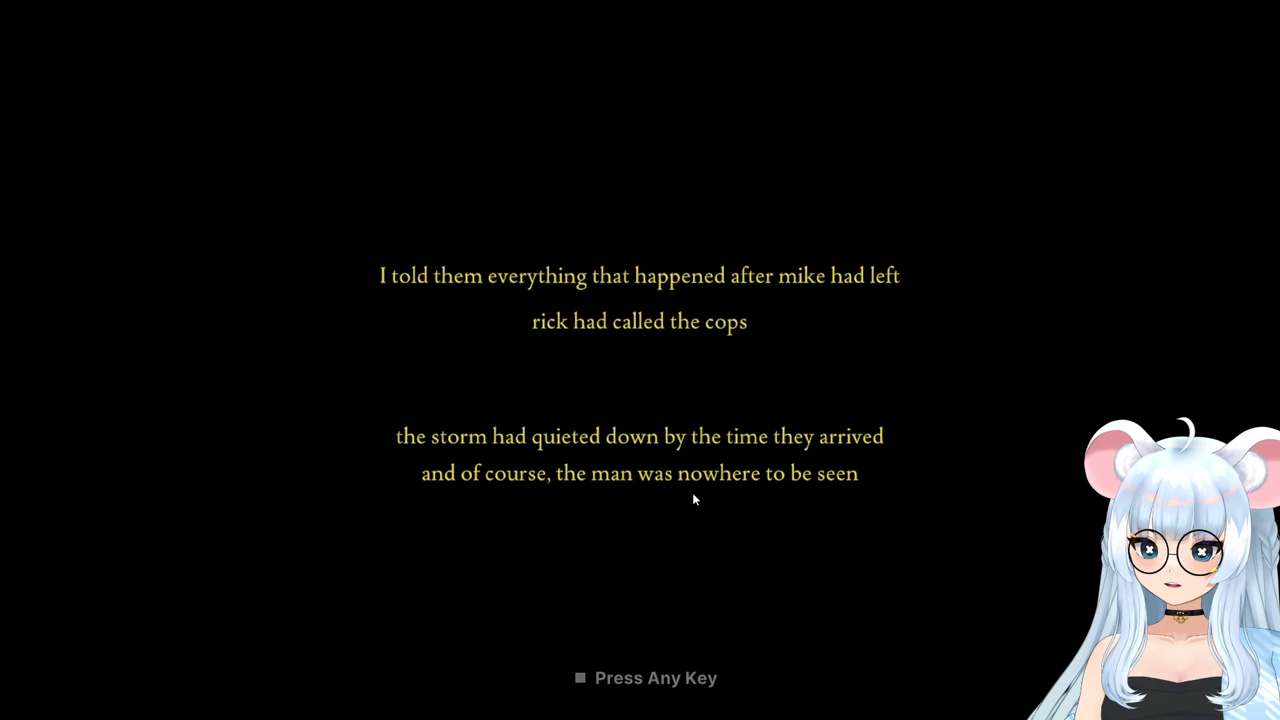 I told them everything that happened after mike had left
rick had called the cops
the storm had quieted down by the time they arrived
and of course, the man was nowhere to be seen
Press Any Key